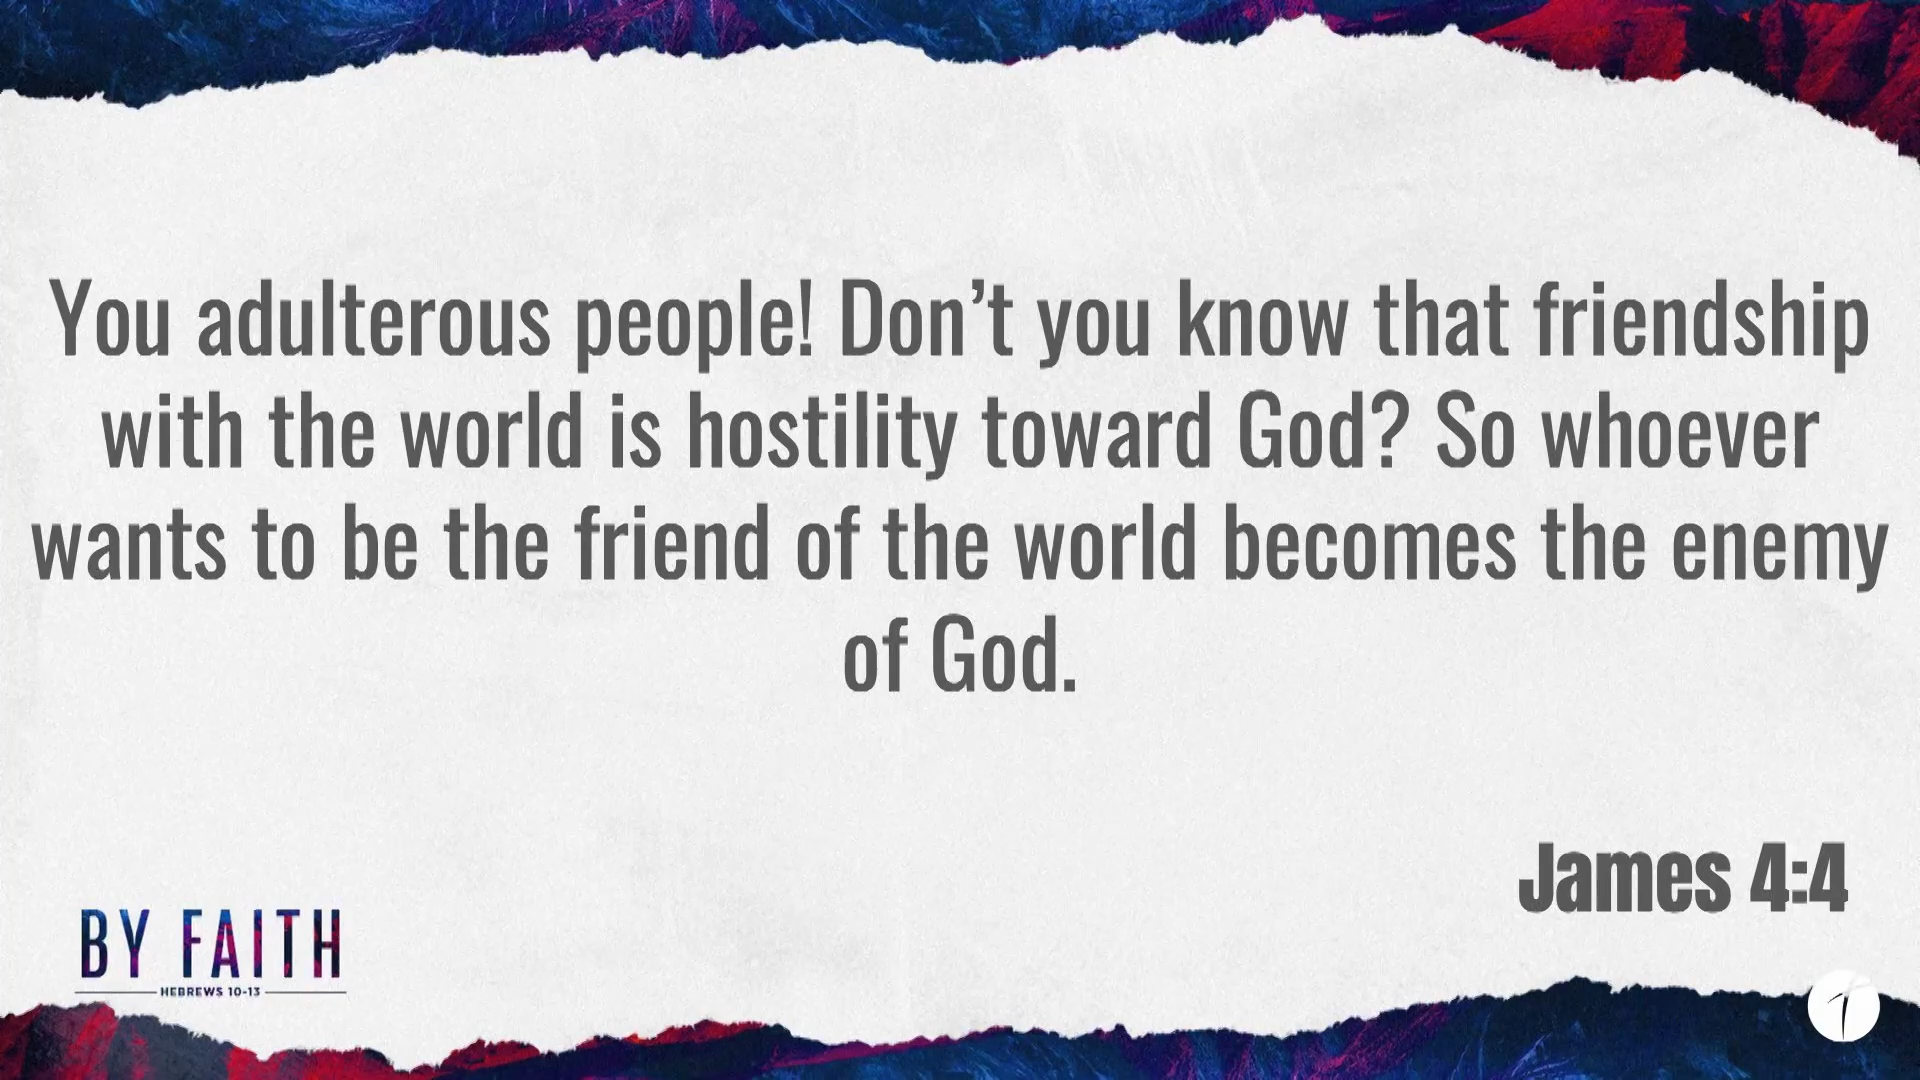 You adulterous people! Don’t you know that friendship
with the world is hostility toward God? So whoever
wants to be the friend of the world becomes the enemy
of God.
James 4:4
BY FAITH
HEBREWS 10-13